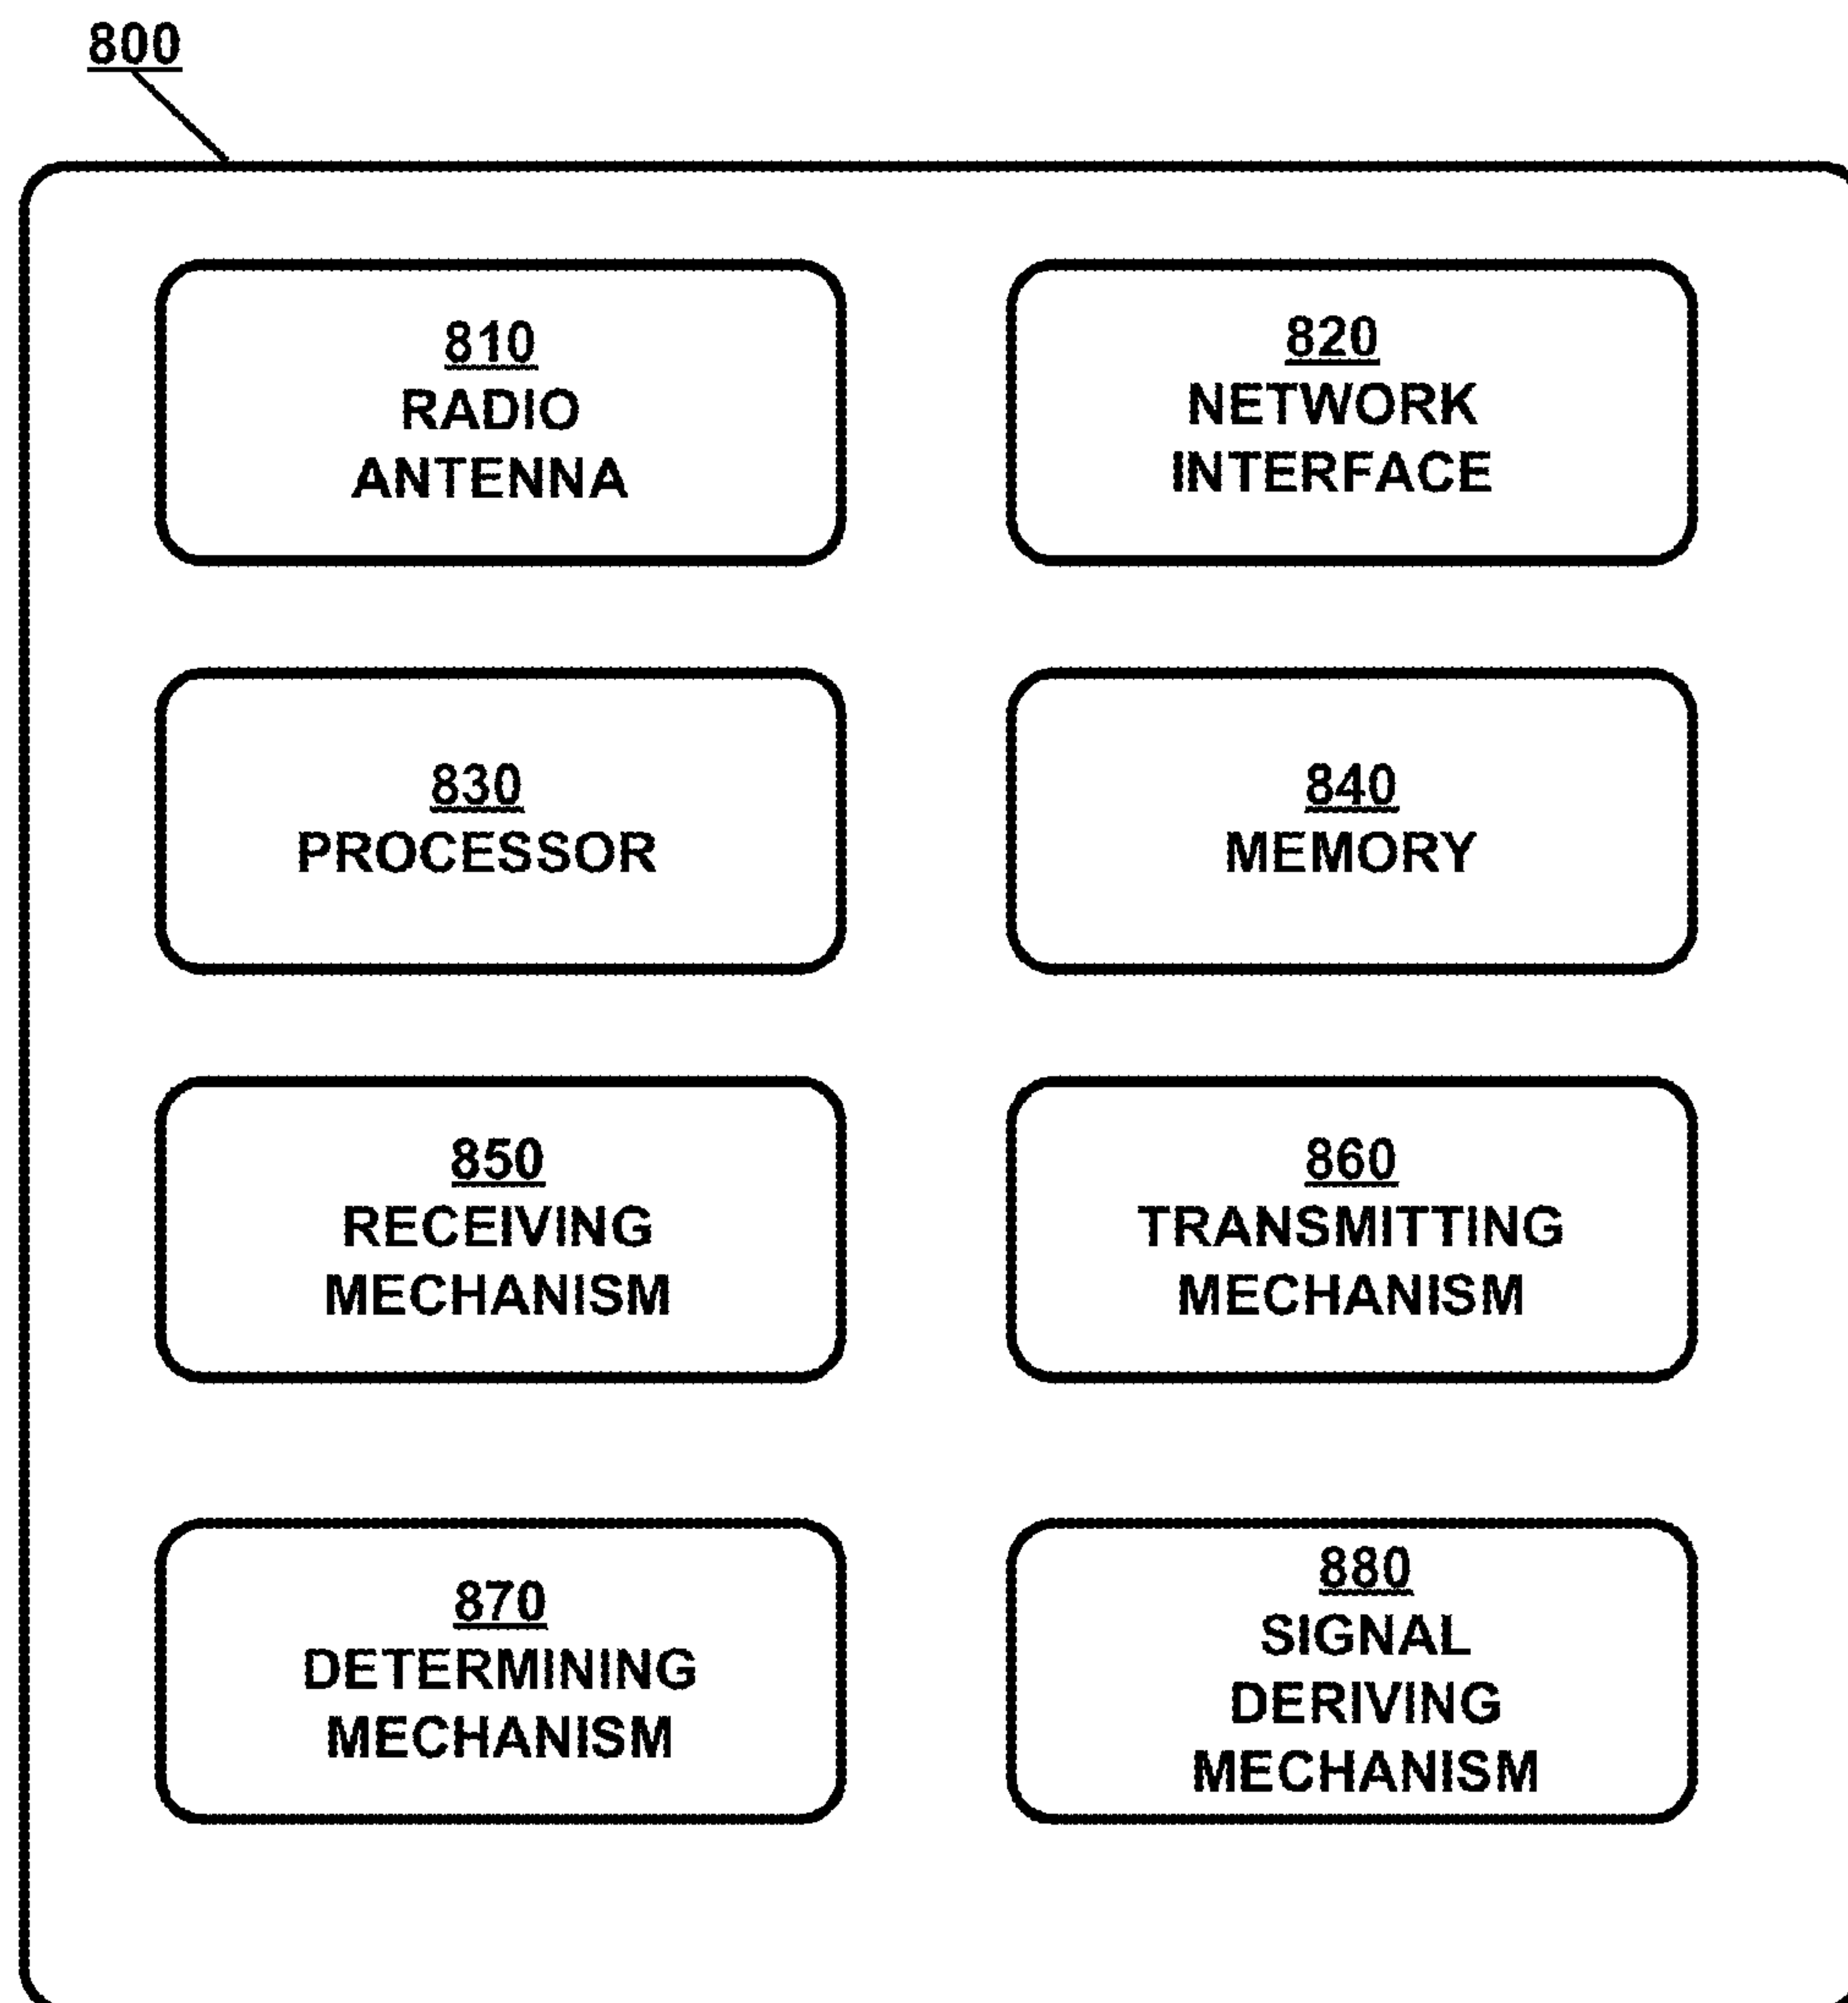 800
810
RADIO
ANTENNA
820
NETWORK
INTERFACE
830
PROCESSOR
840
MEMORY
850
RECEIVING
MECHANISM
860
TRANSMITTING
MECHANISM
870
DETERMINING
MECHANISM
880
SIGNAL
DERIVING
MECHANISM